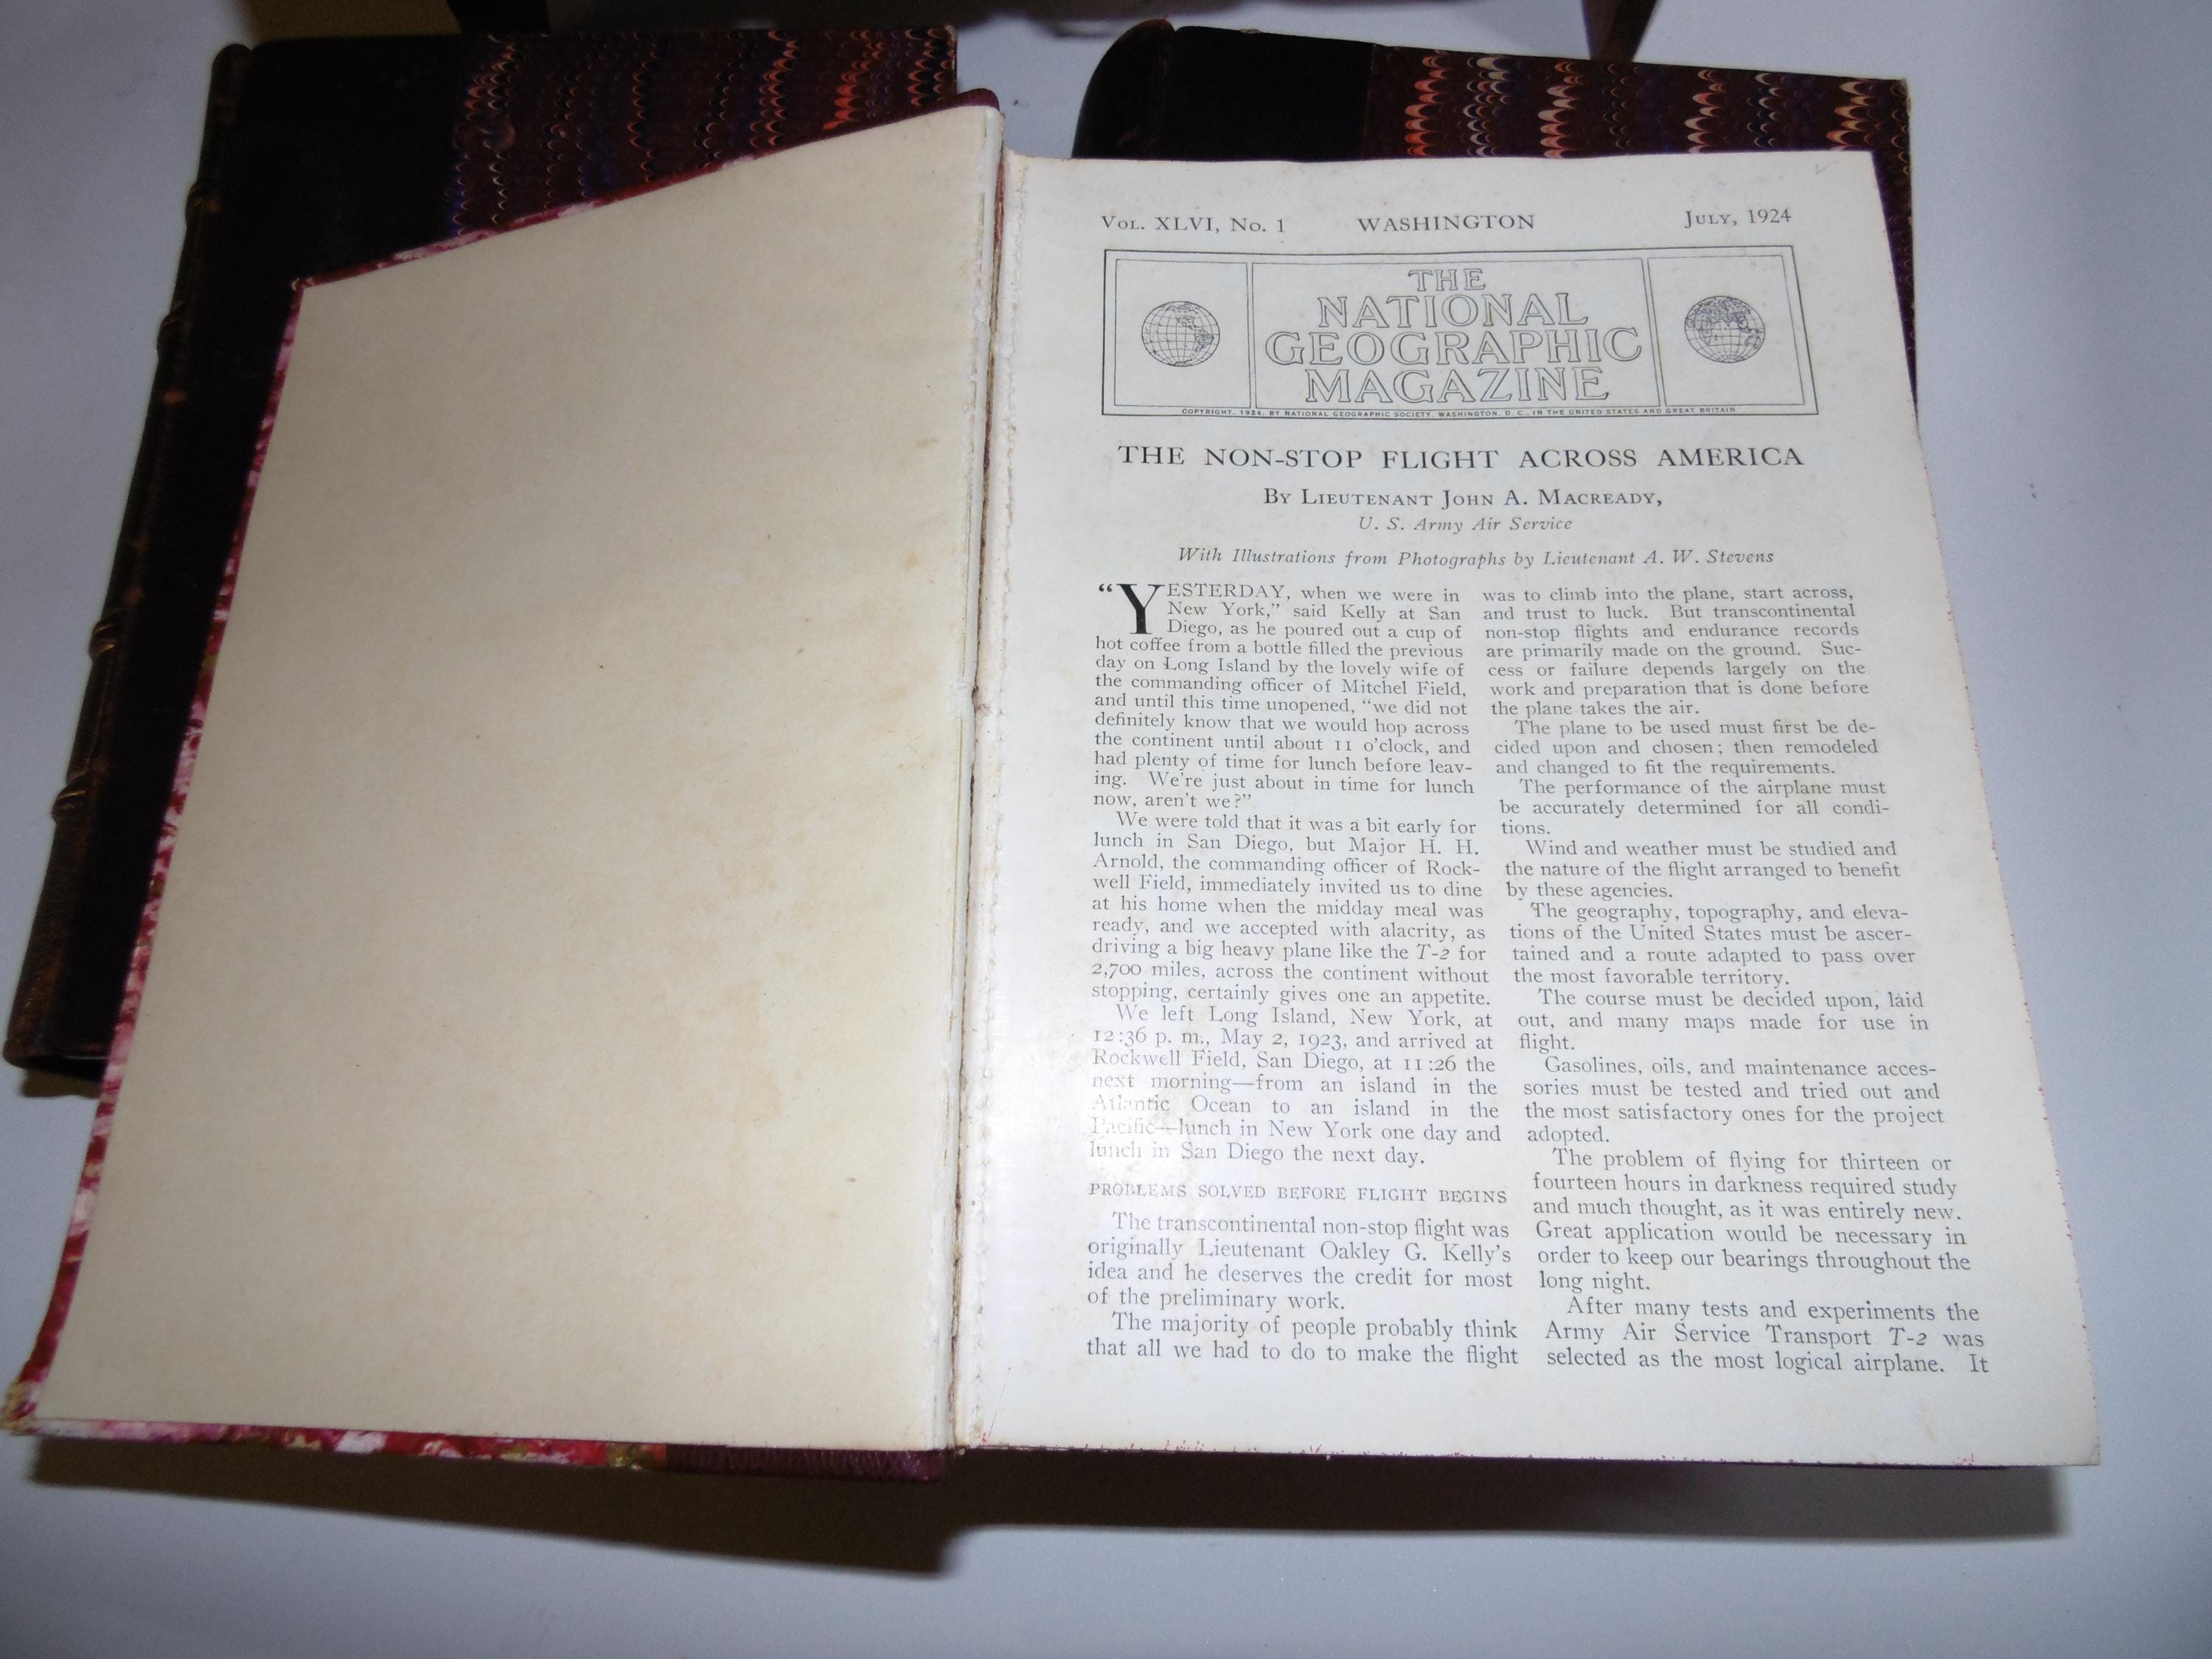 Vol. XLVI, No. 1 WASHINGTON July, 1924
THE
NATIONAL
GEOGRAPHIC
MAGAZINE
COPYRIGHT, 1924, BY NATIONAL GEOGRAPHIC SOCIETY, WASHINGTON, D. C., IN THE UNITED STATES AND GREAT BRITAIN
THE NON-STOP FLIGHT ACROSS AMERICA
By Lieutenant John A. Macready,
U. S. Army Air Service
With Illustrations from Photographs by Lieutenant A. W. Stevens
“YESTERDAY, when we were in
New York,” said Kelly at San
Diego, as he poured out a cup of
hot coffee from a bottle filled the previous
day on Long Island by the lovely wife of
the commanding officer of Mitchel Field,
and until this time unopened, “we did not
definitely know that we would hop across
the continent until about 11 o’clock, and
had plenty of time for lunch before leav-
ing. We’re just about in time for lunch
now, aren’t we?”
We were told that it was a bit early for
lunch in San Diego, but Major H. H.
Arnold, the commanding officer of Rock-
well Field, immediately invited us to dine
at his home when the midday meal was
ready, and we accepted with alacrity, as
driving a big heavy plane like the T-2 for
2,700 miles, across the continent without
stopping, certainly gives one an appetite.
We left Long Island, New York, at
12:36 p. m., May 2, 1923, and arrived at
Rockwell Field, San Diego, at 11:26 the
next morning—from an island in the
Atlantic Ocean to an island in the
Pacific—lunch in New York one day and
lunch in San Diego the next day.
PROBLEMS SOLVED BEFORE FLIGHT BEGINS
The transcontinental non-stop flight was
originally Lieutenant Oakley G. Kelly’s
idea and he deserves the credit for most
of the preliminary work.
The majority of people probably think
that all we had to do to make the flight
was to climb into the plane, start across,
and trust to luck. But transcontinental
non-stop flights and endurance records
are primarily made on the ground. Suc-
cess or failure depends largely on the
work and preparation that is done before
the plane takes the air.
The plane to be used must first be de-
cided upon and chosen; then remodeled
and changed to fit the requirements.
The performance of the airplane must
be accurately determined for all condi-
tions.
Wind and weather must be studied and
the nature of the flight arranged to benefit
by these agencies.
The geography, topography, and eleva-
tions of the United States must be ascer-
tained and a route adapted to pass over
the most favorable territory.
The course must be decided upon, laid
out, and many maps made for use in
flight.
Gasolines, oils, and maintenance acces-
sories must be tested and tried out and
the most satisfactory ones for the project
adopted.
The problem of flying for thirteen or
fourteen hours in darkness required study
and much thought, as it was entirely new.
Great application would be necessary in
order to keep our bearings throughout the
long night.
After many tests and experiments the
Army Air Service Transport T-2 was
selected as the most logical airplane. It